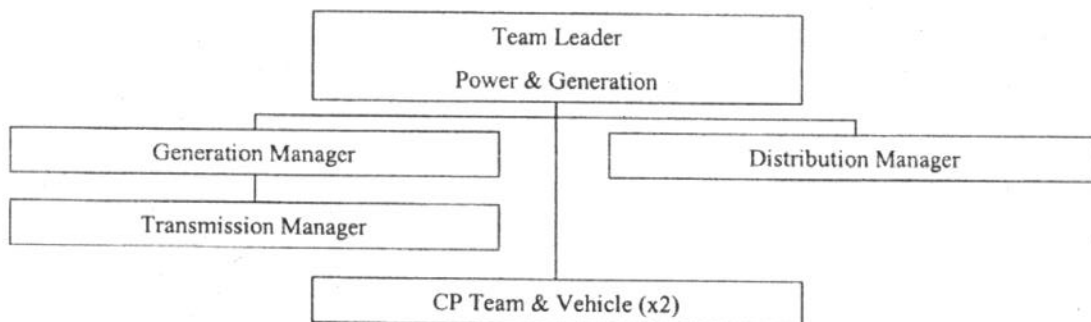 Team Leader
Power & Generation
Generation Manager
Distribution Manager
Transmission Manager
CP Team & Vehicle (x2)